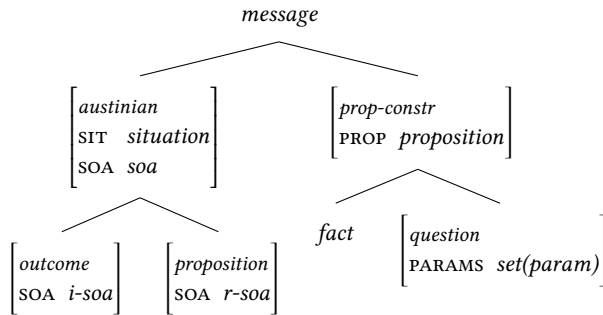 message
austinian
SIT situation
SOA soa
prop-constr
PROP proposition
outcome
SOA i-soa
proposition
SOA r-soa
fact
question
PARAMS set(param)